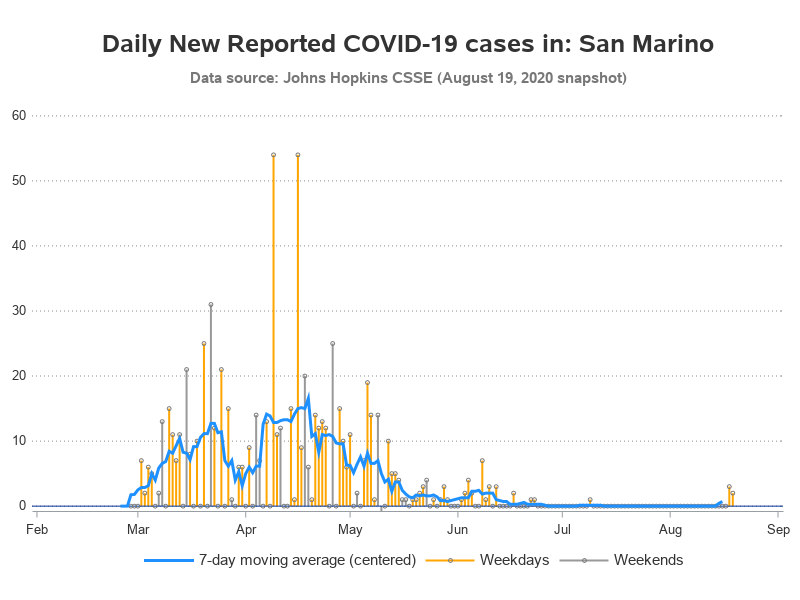 Daily New Reported COVID-19 cases in: San Marino
Data source: Johns Hopkins CSSE (August 19, 2020 snapshot)
60
50
40
30
20
10
0
Feb Mar Apr May Jun Jul Aug Sep
7-day moving average (centered) Weekdays Weekends